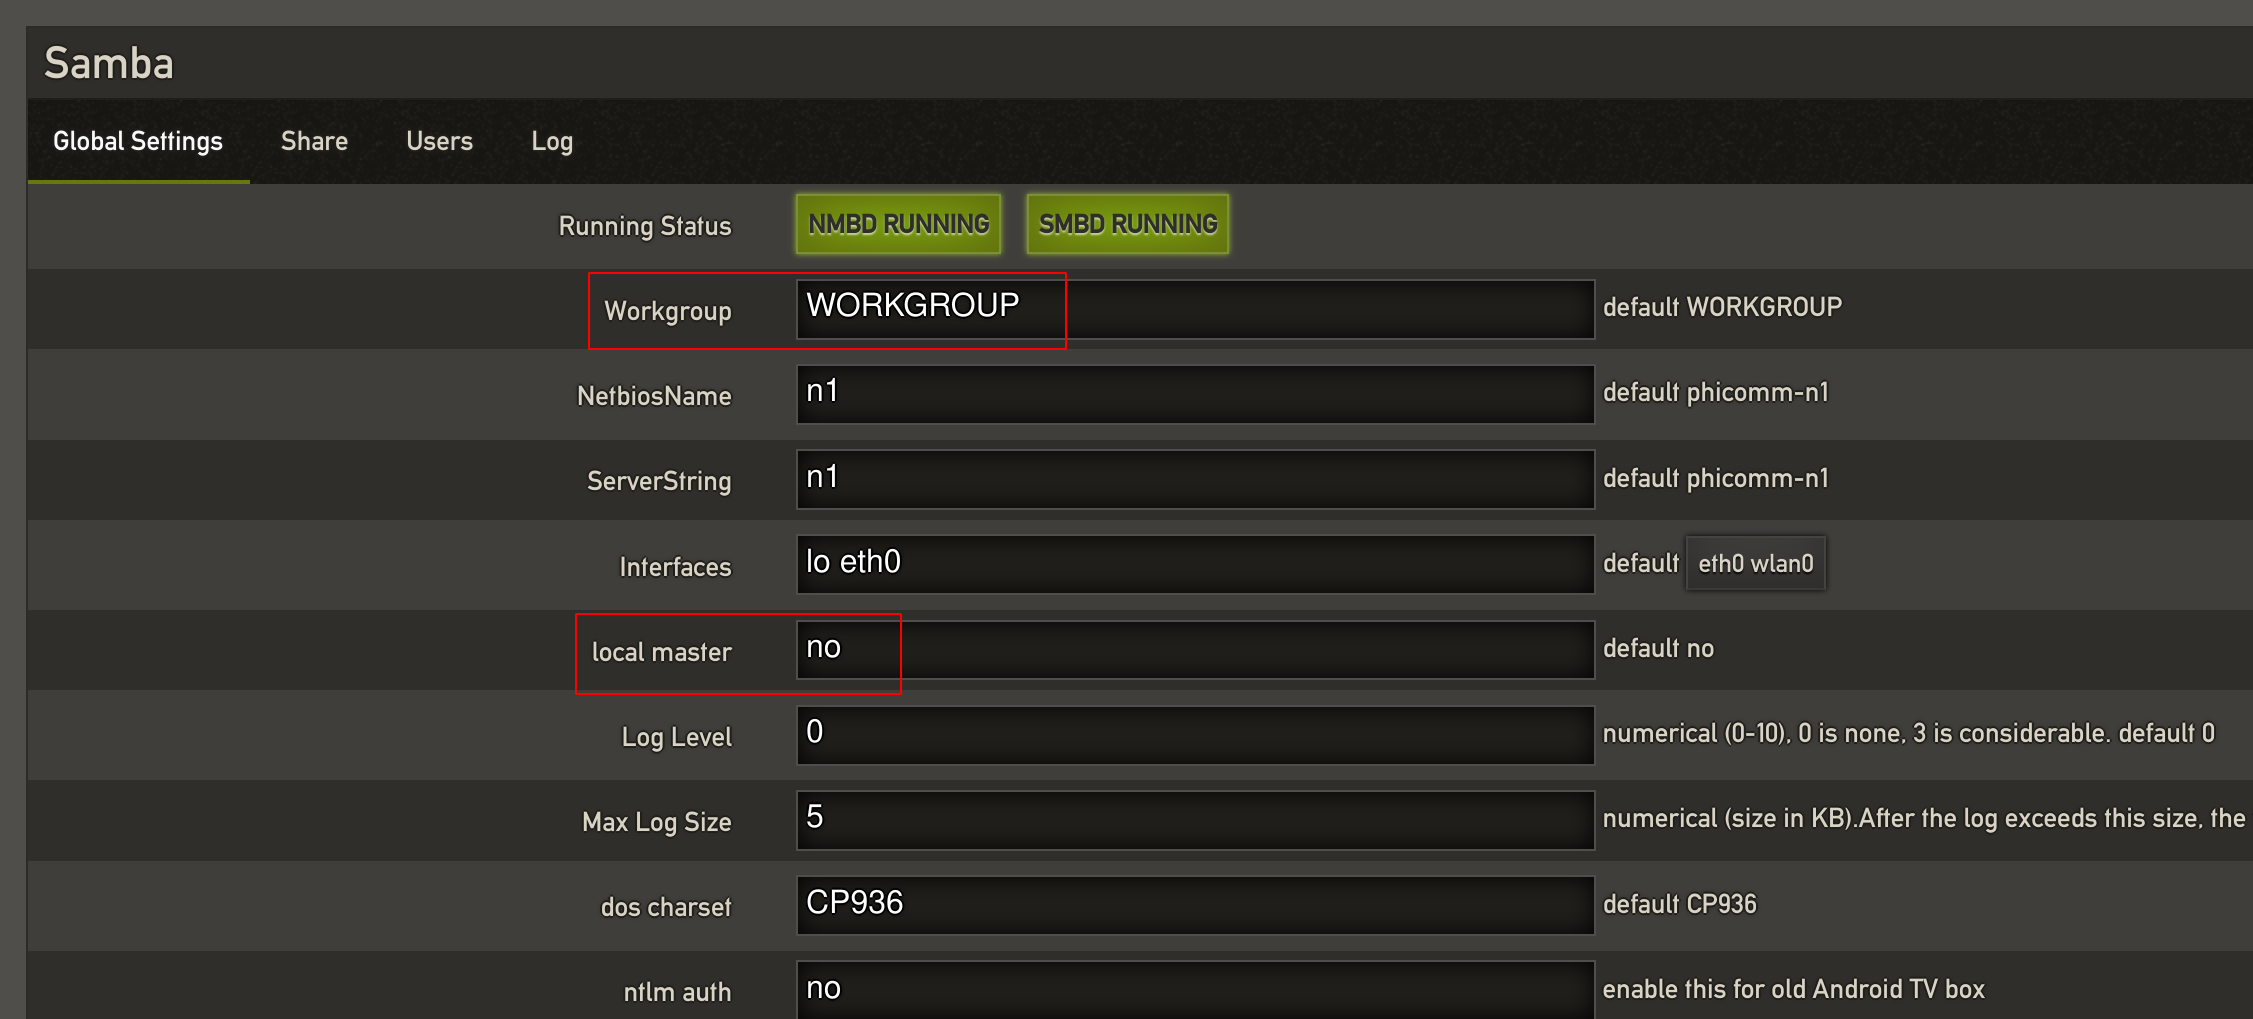 Samba
Global Settings Share Users Log
Running Status NMBD RUNNING SMBD RUNNING
Workgroup WORKGROUP default WORKGROUP
NetbiosName n1 default phicomm-n1
ServerString n1 default phicomm-n1
Interfaces lo eth0 default eth0 wlan0
local master no default no
Log Level 0 numerical (0-10), 0 is none, 3 is considerable. default 0
Max Log Size 5 numerical (size in KB).After the log exceeds this size, the
dos charset CP936 default CP936
ntlm auth no enable this for old Android TV box